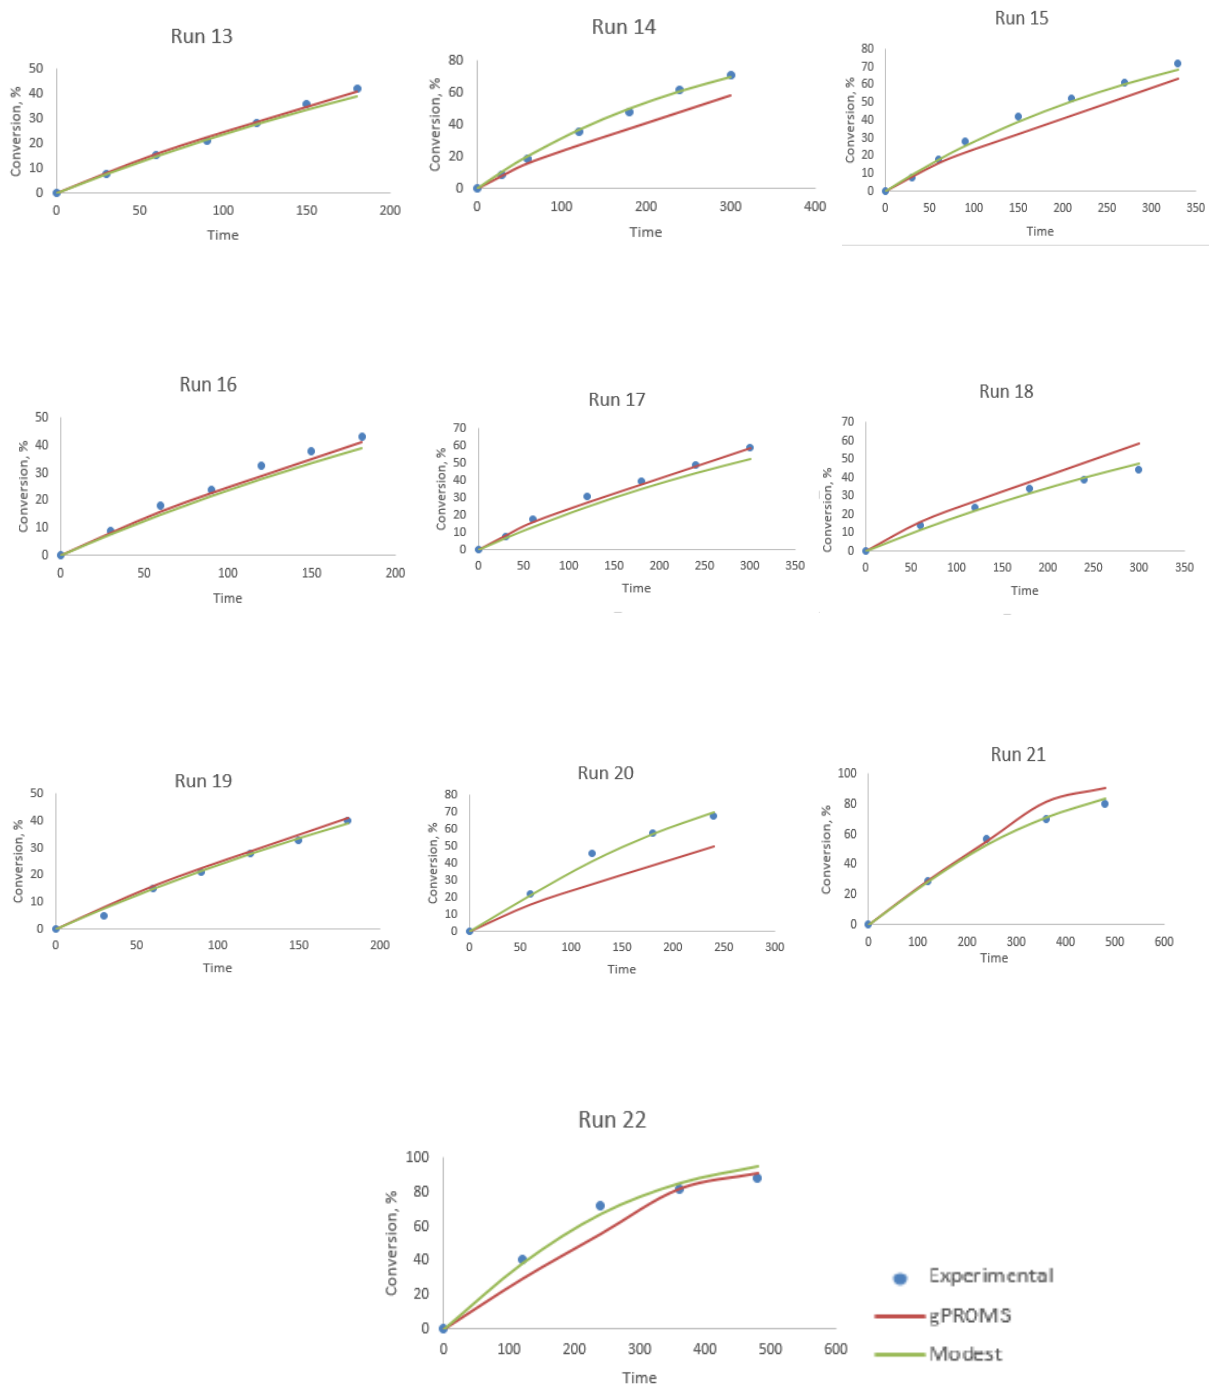 Run 13
Conversion, %
50
40
30
20
10
0
0 50 100 150 200
Time
Run 14
Conversion, %
80
60
40
20
0
0 100 200 300 400
Time
Run 15
Conversion, %
80
70
60
50
40
30
20
10
0
0 50 100 150 200 250 300 350
Time
Run 16
Conversion, %
50
40
30
20
10
0
0 50 100 150 200
Time
Run 17
Conversion, %
70
60
50
40
30
20
10
0
0 50 100 150 200 250 300 350
Time
Run 18
Conversion, %
70
60
50
40
30
20
10
0
0 50 100 150 200 250 300 350
Time
Run 19
Conversion, %
50
40
30
20
10
0
0 50 100 150 200
Time
Run 20
Conversion, %
80
70
60
50
40
30
20
10
0
0 50 100 150 200 250 300
Time
Run 21
Conversion, %
100
80
60
40
20
0
0 100 200 300 400 500 600
Time
Run 22
Conversion, %
100
80
60
40
20
0
0 100 200 300 400 500 600
Time
Experimental
gPROMS
Modest